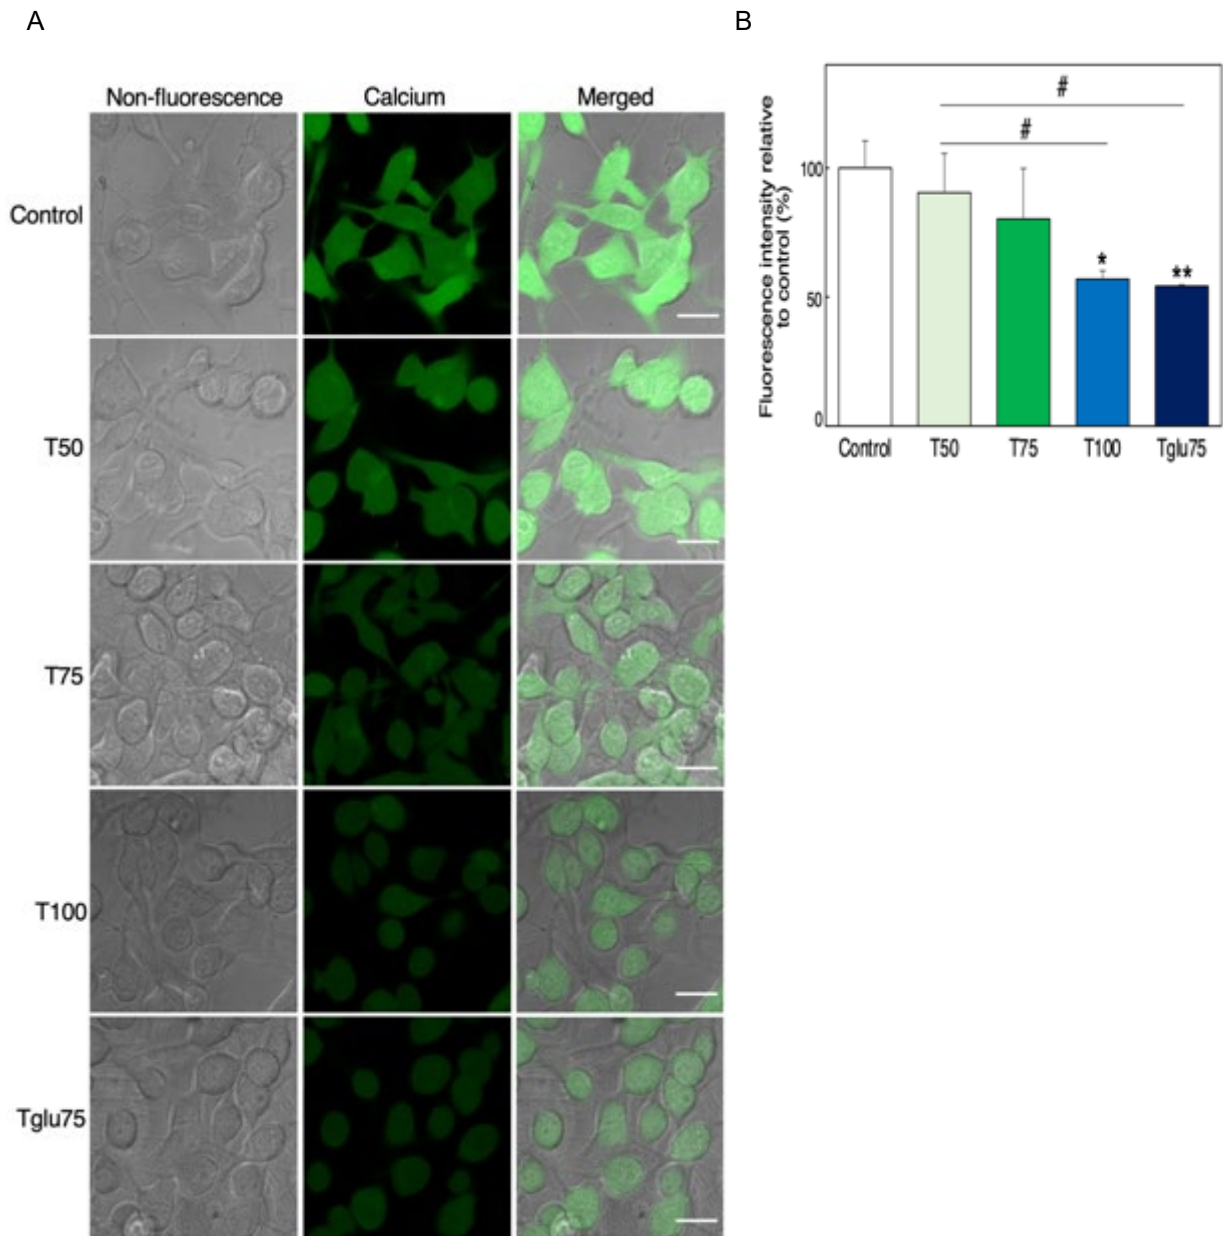 A
B
Non-fluorescence
Calcium
Merged
Control
T50
T75
T100
Tglu75
Fluorescence intensity relative
to control (%)
100
50
0
#
#
*
**
Control
T50
T75
T100
Tglu75